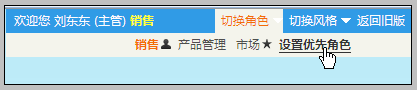 欢迎您 刘东东 (主管) 销售 切换角色 切换风格 返回旧版
销售 产品管理 市场★ 设置优先角色